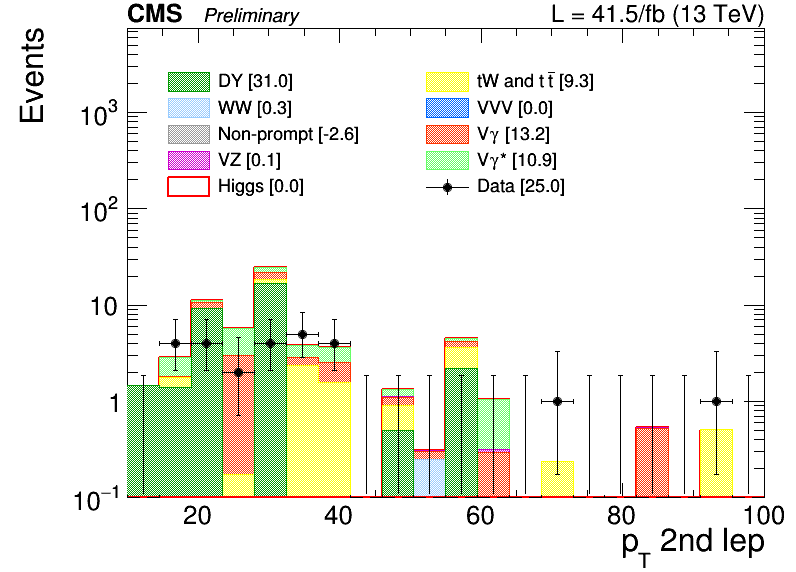 CMS Preliminary L = 41.5/fb (13 TeV)
Events
DY [31.0]
WW [0.3]
Non-prompt [-2.6]
VZ [0.1]
Higgs [0.0]
tW and tt̅ [9.3]
VVV [0.0]
Vγ [13.2]
Vγ* [10.9]
Data [25.0]
10³
10²
10
1
10⁻¹
20 40 60 80 100
p_T 2nd lep